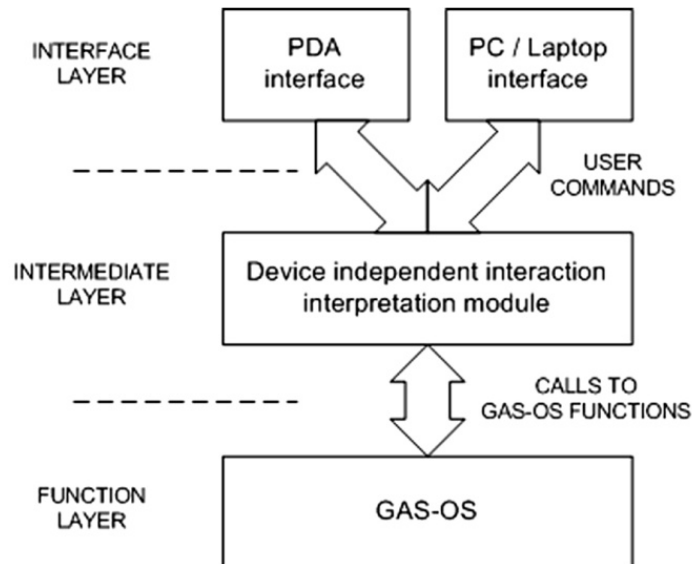 INTERFACE
LAYER
PDA
interface
PC / Laptop
interface
USER
COMMANDS
INTERMEDIATE
LAYER
Device independent interaction
interpretation module
CALLS TO
GAS-OS FUNCTIONS
FUNCTION
LAYER
GAS-OS